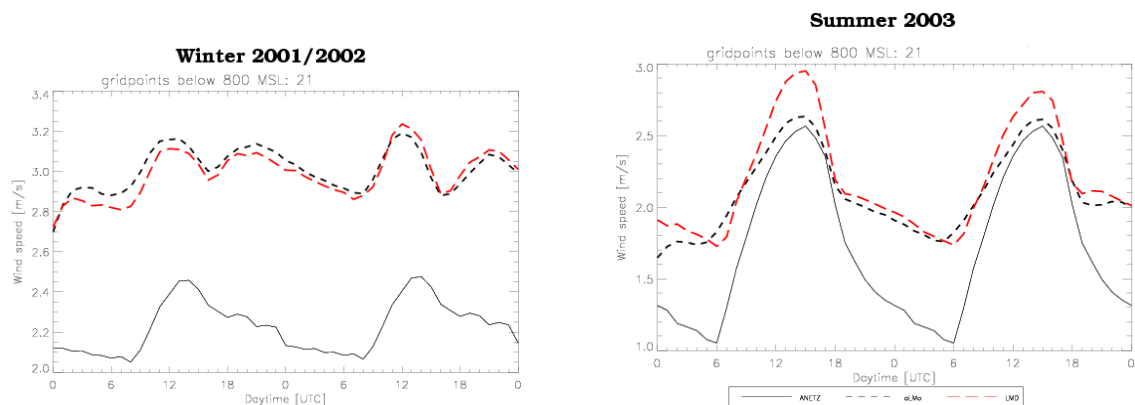 Winter 2001/2002
gridpoints below 800 MSL: 21
3.4
3.2
3.0
2.8
2.6
2.4
2.2
2.0
Wind speed [m/s]
0 6 12 18 0 6 12 18 0
Daytime [UTC]
Summer 2003
gridpoints below 800 MSL: 21
3.0
2.5
2.0
1.5
1.0
Wind speed [m/s]
0 6 12 18 0 6 12 18 0
Daytime [UTC]
ANETZ aLMo LMD